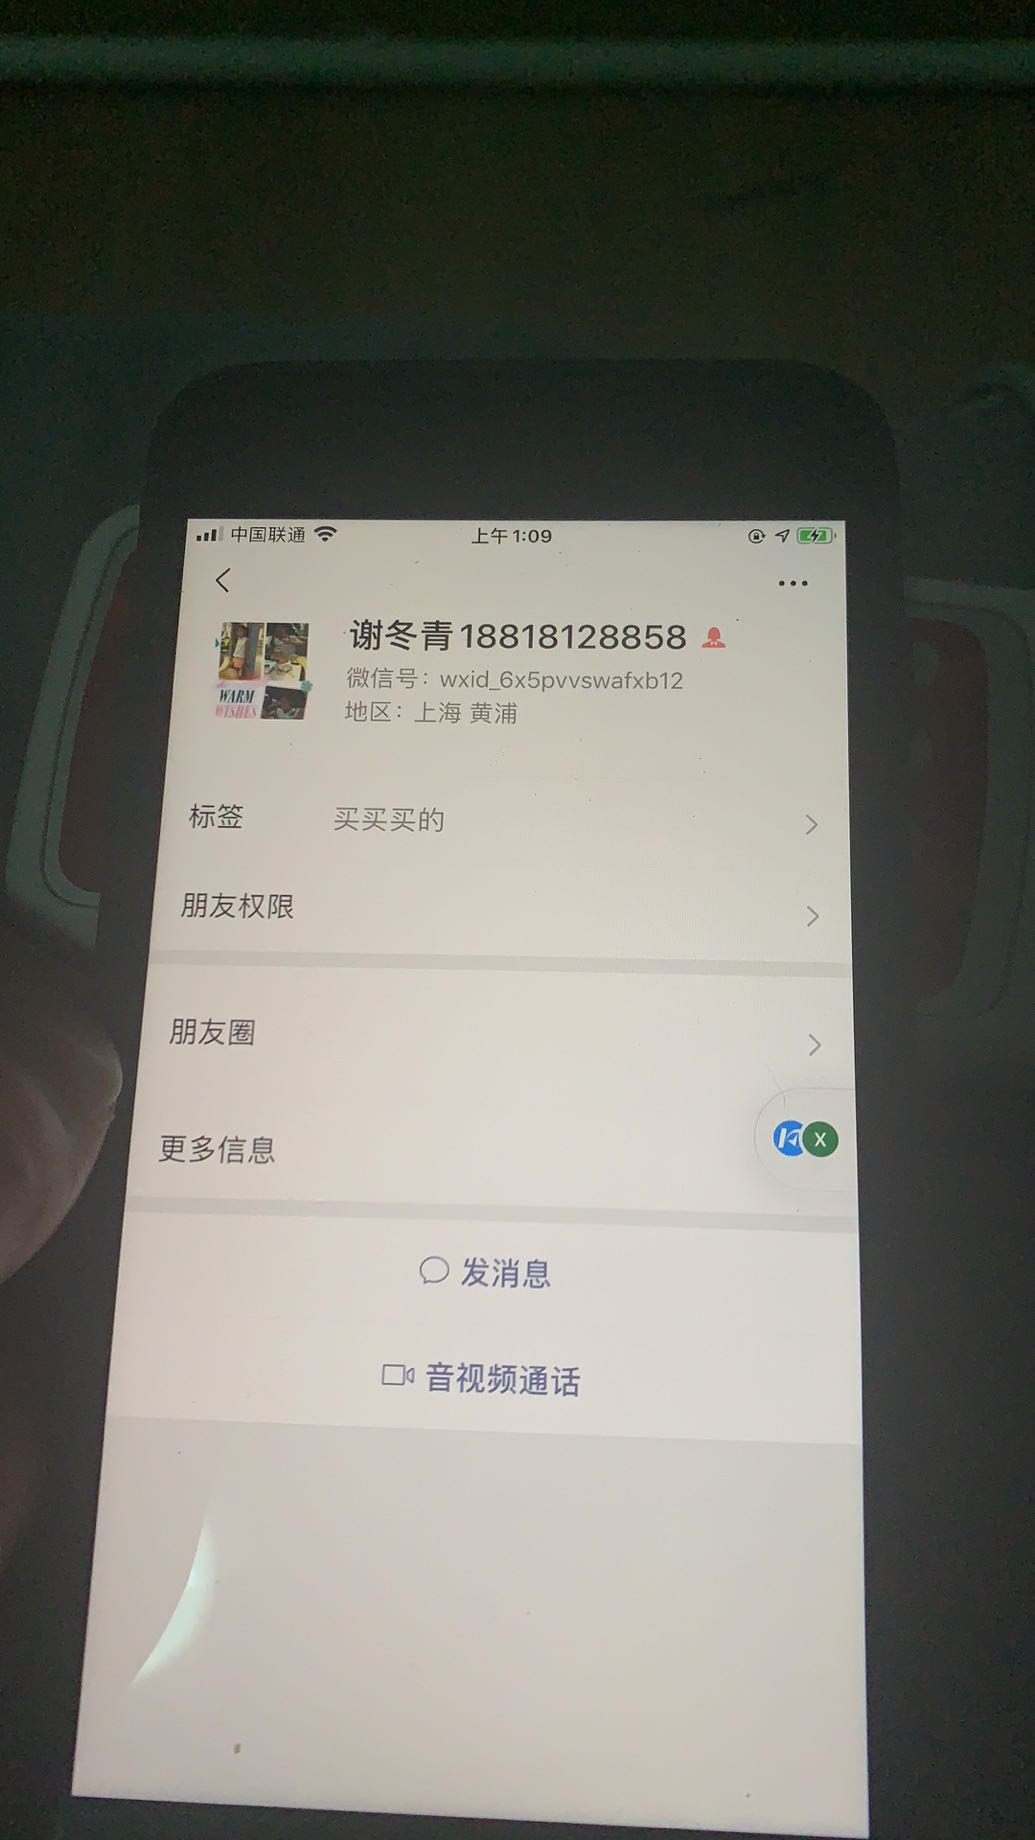 中国联通
上午1:09
谢冬青18818128858
微信号：wxid_6x5pvvswafxb12
地区：上海 黄浦
WARM
WISHES
标签 买买买的
朋友权限
朋友圈
更多信息
X
发消息
音视频通话